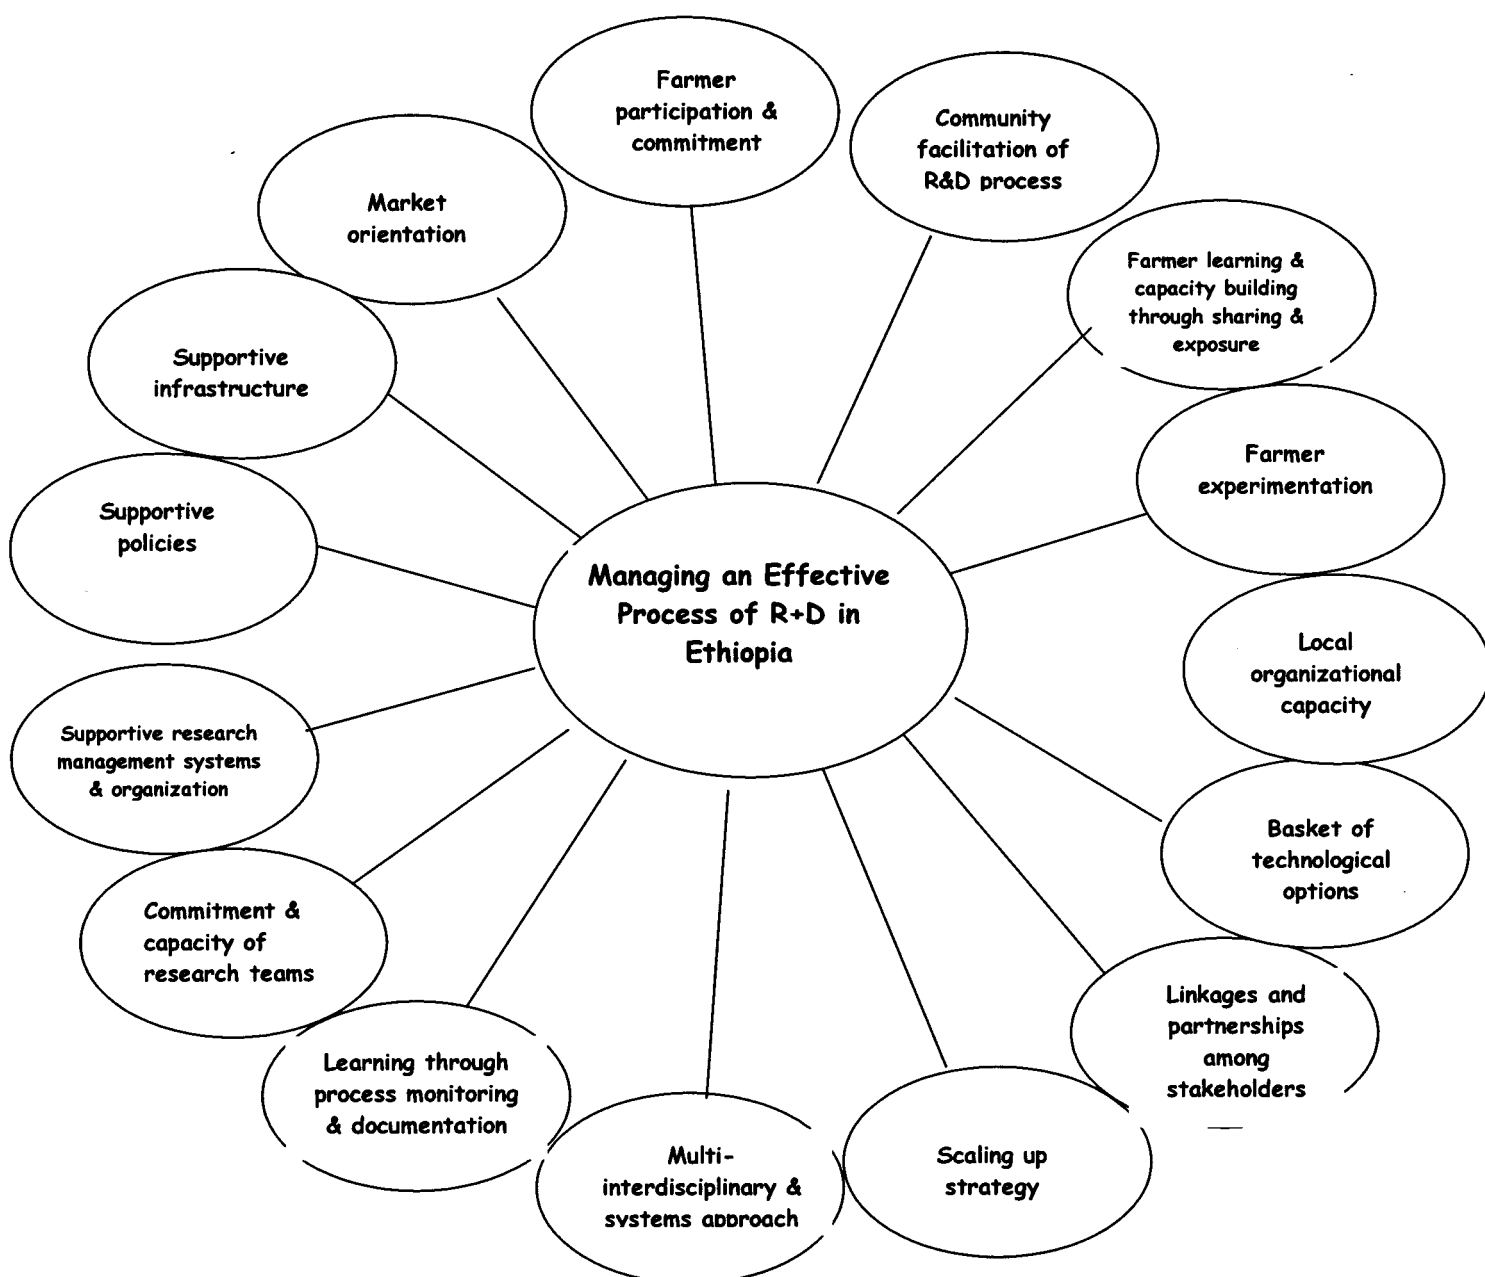 Farmer
participation &
commitment
Community
facilitation of
R&D process
Market
orientation
Farmer learning &
capacity building
through sharing &
exposure
Supportive
infrastructure
Farmer
experimentation
Supportive
policies
Managing an Effective
Process of R+D in
Ethiopia
Local
organizational
capacity
Supportive research
management systems
& organization
Basket of
technological
options
Commitment &
capacity of
research teams
Linkages and
partnerships
among
stakeholders
Learning through
process monitoring
& documentation
Multi-
interdisciplinary &
systems approach
Scaling up
strategy